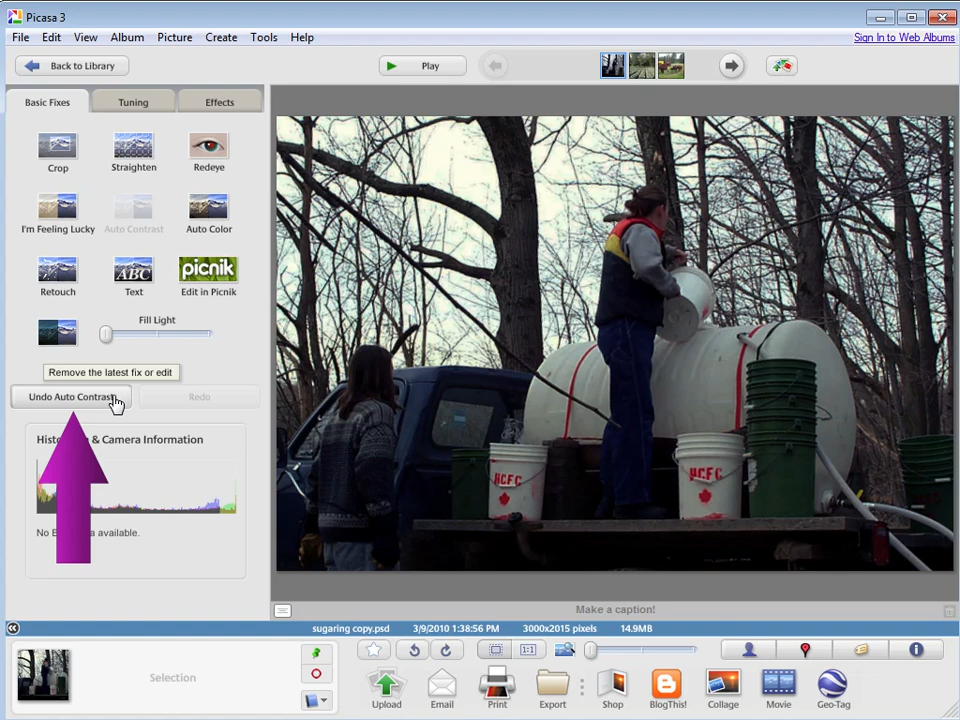 Picasa 3
File Edit View Album Picture Create Tools Help
Sign In to Web Albums
Back to Library
Play
Basic Fixes Tuning Effects
Crop Straighten Redeye
I'm Feeling Lucky Auto Contrast Auto Color
ABC picnik
Retouch Text Edit in Picnik
Fill Light
Remove the latest fix or edit
Undo Auto Contrast Redo
& Camera Information
No available.
HCFC HCFC
Make a caption!
sugaring copy.psd 3/9/2010 1:38:56 PM 3000x2015 pixels 14.9MB
1:1
Selection
Upload Email Print Export Shop BlogThis! Collage Movie Geo-Tag